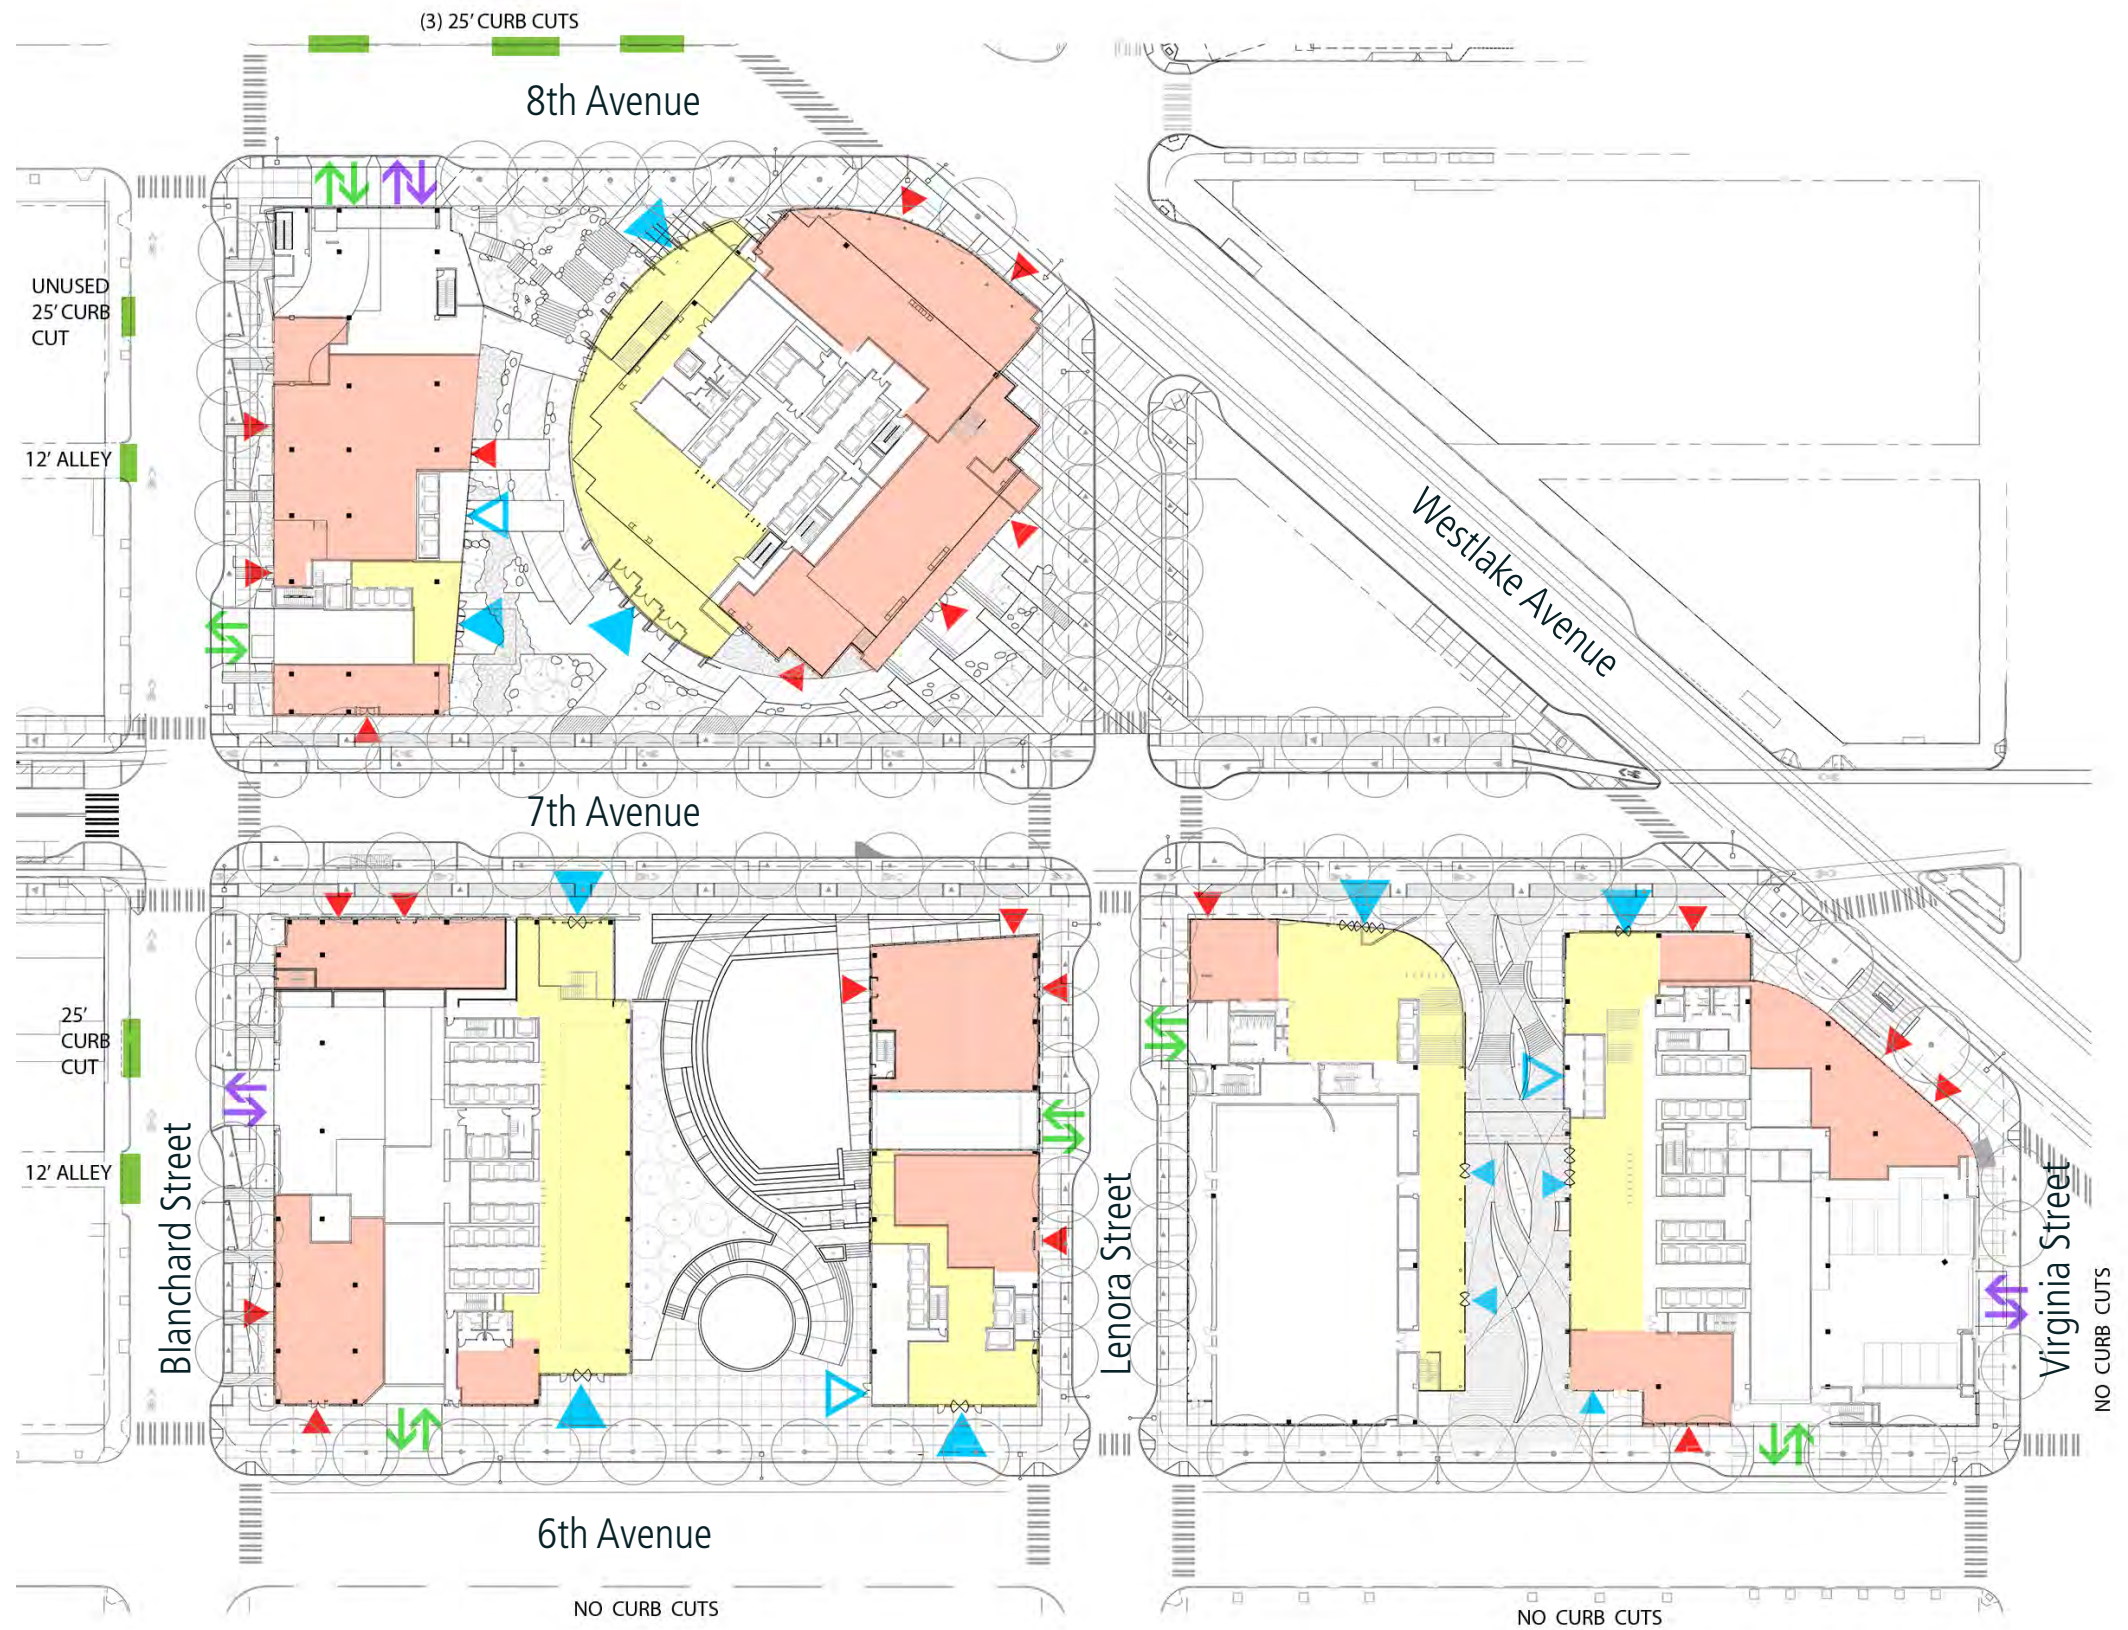 (3) 25' CURB CUTS
8th Avenue
UNUSED
25' CURB
CUT
12' ALLEY
Westlake Avenue
7th Avenue
25'
CURB
CUT
12' ALLEY
Blanchard Street
Lenora Street
Virginia Street
NO CURB CUTS
6th Avenue
NO CURB CUTS
NO CURB CUTS